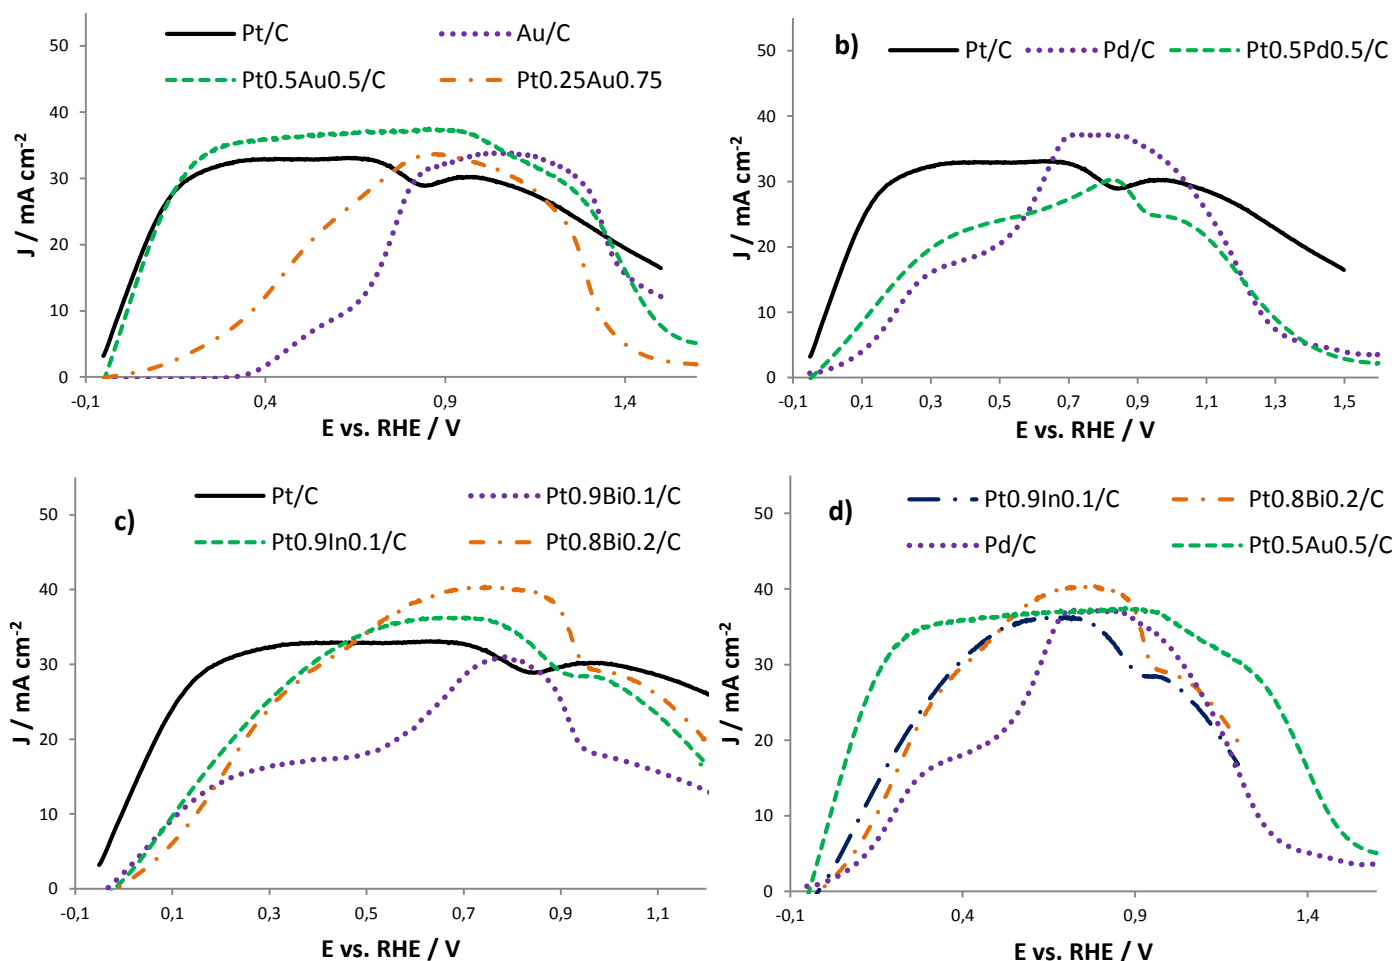 Pt/C Au/C
Pt0.5Au0.5/C Pt0.25Au0.75
50
40
30
20
10
0
J / mA cm-2
-0,1 0,4 0,9 1,4
E vs. RHE / V
b) Pt/C Pd/C Pt0.5Pd0.5/C
50
40
30
20
10
0
J / mA cm-2
-0,1 0,1 0,3 0,5 0,7 0,9 1,1 1,3 1,5
E vs. RHE / V
Pt/C Pt0.9Bi0.1/C
c) Pt0.9In0.1/C Pt0.8Bi0.2/C
50
40
30
20
10
0
J / mA cm-2
-0,1 0,1 0,3 0,5 0,7 0,9 1,1
E vs. RHE / V
Pt0.9In0.1/C Pt0.8Bi0.2/C
d) Pd/C Pt0.5Au0.5/C
50
40
30
20
10
0
J / mA cm-2
-0,1 0,4 0,9 1,4
E vs. RHE / V